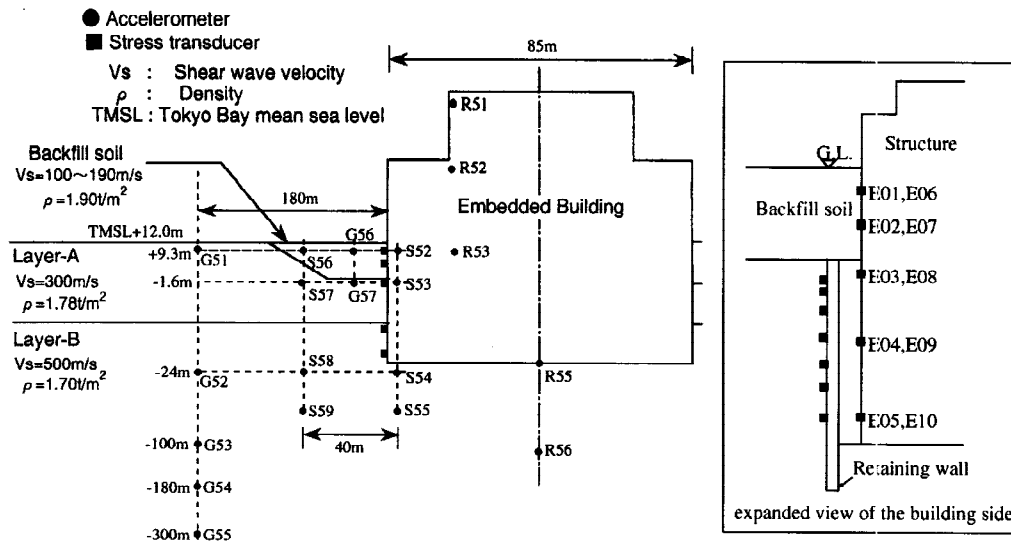 Accelerometer
Stress transducer
Vs : Shear wave velocity
ρ : Density
TMSL : Tokyo Bay mean sea level
Backfill soil
Vs=100~190m/s
ρ=1.90t/m²
180m
85m
TMSL+12.0m
Layer-A
Vs=300m/s
ρ=1.78t/m²
+9.3m
-1.6m
Layer-B
Vs=500m/s
ρ=1.70t/m²
-24m
-100m
-180m
-300m
G51
G52
G53
G54
G55
S56
S57
S58
S59
G56
G57
S52
S53
S54
S55
40m
R51
R52
Embedded Building
R53
R55
R56
G.L.
Structure
Backfill soil
E01,E06
E02,E07
E03,E08
E04,E09
E05,E10
Retaining wall
expanded view of the building side